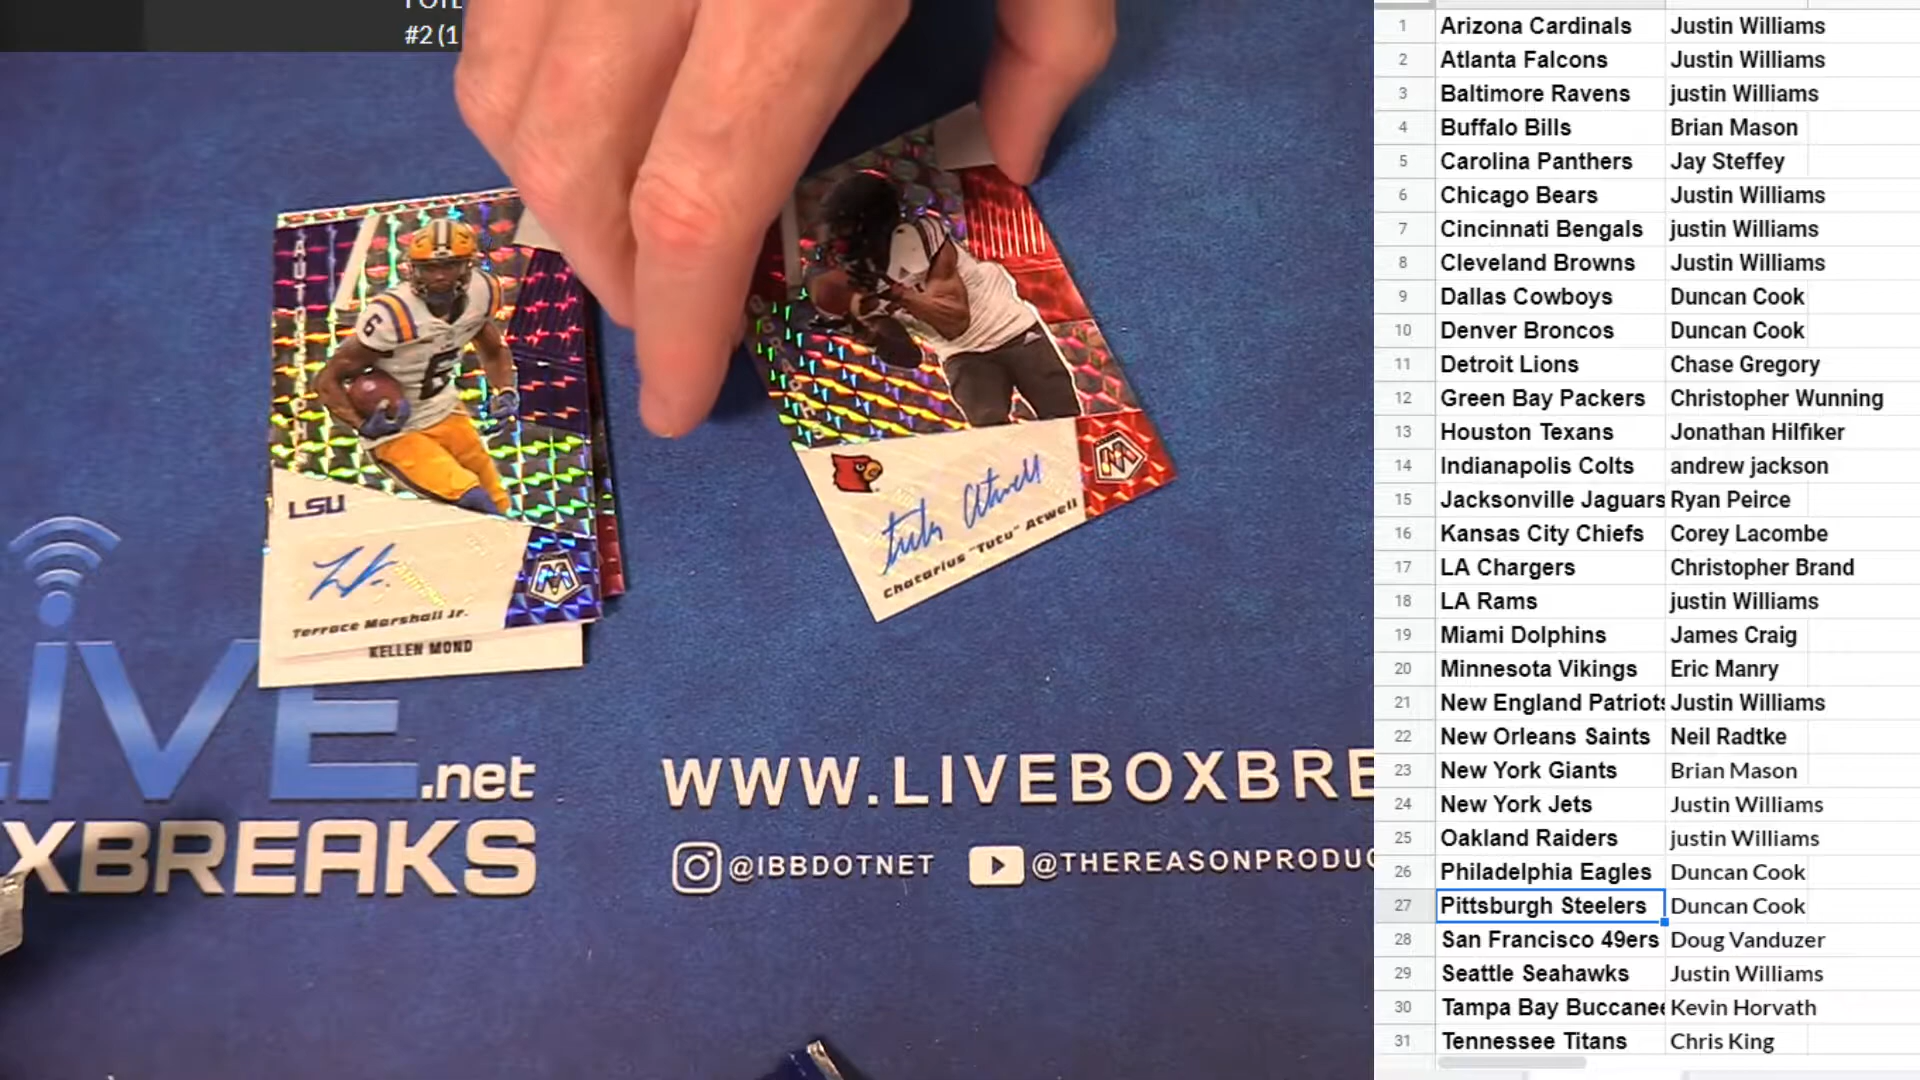 #2 (1
AUTOGRAPHS
6
6
LSU
Terrace Marshall Jr.
KELLEN MOND
Tutu Atwell
Chatarius "Tutu" Atwell
LIVE
.net
XBREAKS
WWW.LIVEBOXBRE
@IBBDOTNET
@THEREASONPRODUC
1 Arizona Cardinals Justin Williams
2 Atlanta Falcons Justin Williams
3 Baltimore Ravens justin Williams
4 Buffalo Bills Brian Mason
5 Carolina Panthers Jay Steffey
6 Chicago Bears Justin Williams
7 Cincinnati Bengals justin Williams
8 Cleveland Browns Justin Williams
9 Dallas Cowboys Duncan Cook
10 Denver Broncos Duncan Cook
11 Detroit Lions Chase Gregory
12 Green Bay Packers Christopher Wunning
13 Houston Texans Jonathan Hilfiker
14 Indianapolis Colts andrew jackson
15 Jacksonville Jaguars Ryan Peirce
16 Kansas City Chiefs Corey Lacombe
17 LA Chargers Christopher Brand
18 LA Rams justin Williams
19 Miami Dolphins James Craig
20 Minnesota Vikings Eric Manry
21 New England Patriots Justin Williams
22 New Orleans Saints Neil Radtke
23 New York Giants Brian Mason
24 New York Jets Justin Williams
25 Oakland Raiders justin Williams
26 Philadelphia Eagles Duncan Cook
27 Pittsburgh Steelers Duncan Cook
28 San Francisco 49ers Doug Vanduzer
29 Seattle Seahawks Justin Williams
30 Tampa Bay Buccanee Kevin Horvath
31 Tennessee Titans Chris King